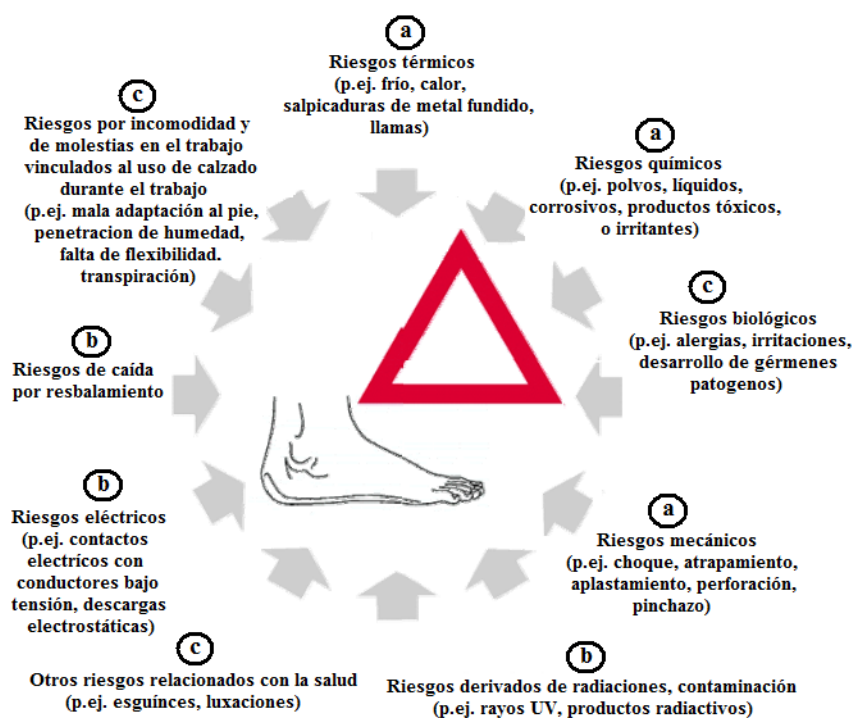 a
Riesgos térmicos
(p.ej. frío, calor,
salpicaduras de metal fundido,
llamas)
c
Riesgos por incomodidad y
de molestias en el trabajo
vinculados al uso de calzado
durante el trabajo
(p.ej. mala adaptación al pie,
penetracion de humedad,
falta de flexibilidad.
transpiración)
a
Riesgos químicos
(p.ej. polvos, líquidos,
corrosivos, productos tóxicos,
o irritantes)
c
Riesgos biológicos
(p.ej. alergias, irritaciones,
desarrollo de gérmenes
patogenos)
b
Riesgos de caída
por resbalamiento
b
Riesgos eléctricos
(p.ej. contactos
electrícos con
conductores bajo
tensión, descargas
electrostáticas)
a
Riesgos mecánicos
(p.ej. choque, atrapamiento,
aplastamiento, perforación,
pinchazo)
c
Otros riesgos relacionados con la salud
(p.ej. esguínces, luxaciones)
b
Riesgos derivados de radiaciones, contaminación
(p.ej. rayos UV, productos radiactivos)